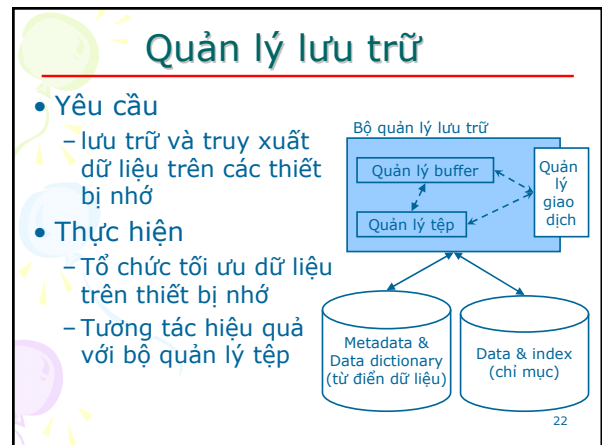 Quản lý lưu trữ
• Yêu cầu
– lưu trữ và truy xuất
dữ liệu trên các thiết
bị nhớ
• Thực hiện
– Tổ chức tối ưu dữ liệu
trên thiết bị nhớ
– Tương tác hiệu quả
với bộ quản lý tệp
Bộ quản lý lưu trữ
Quản lý buffer
Quản lý tệp
Quản
lý
giao
dịch
Metadata &
Data dictionary
(từ điển dữ liệu)
Data & index
(chỉ mục)
22